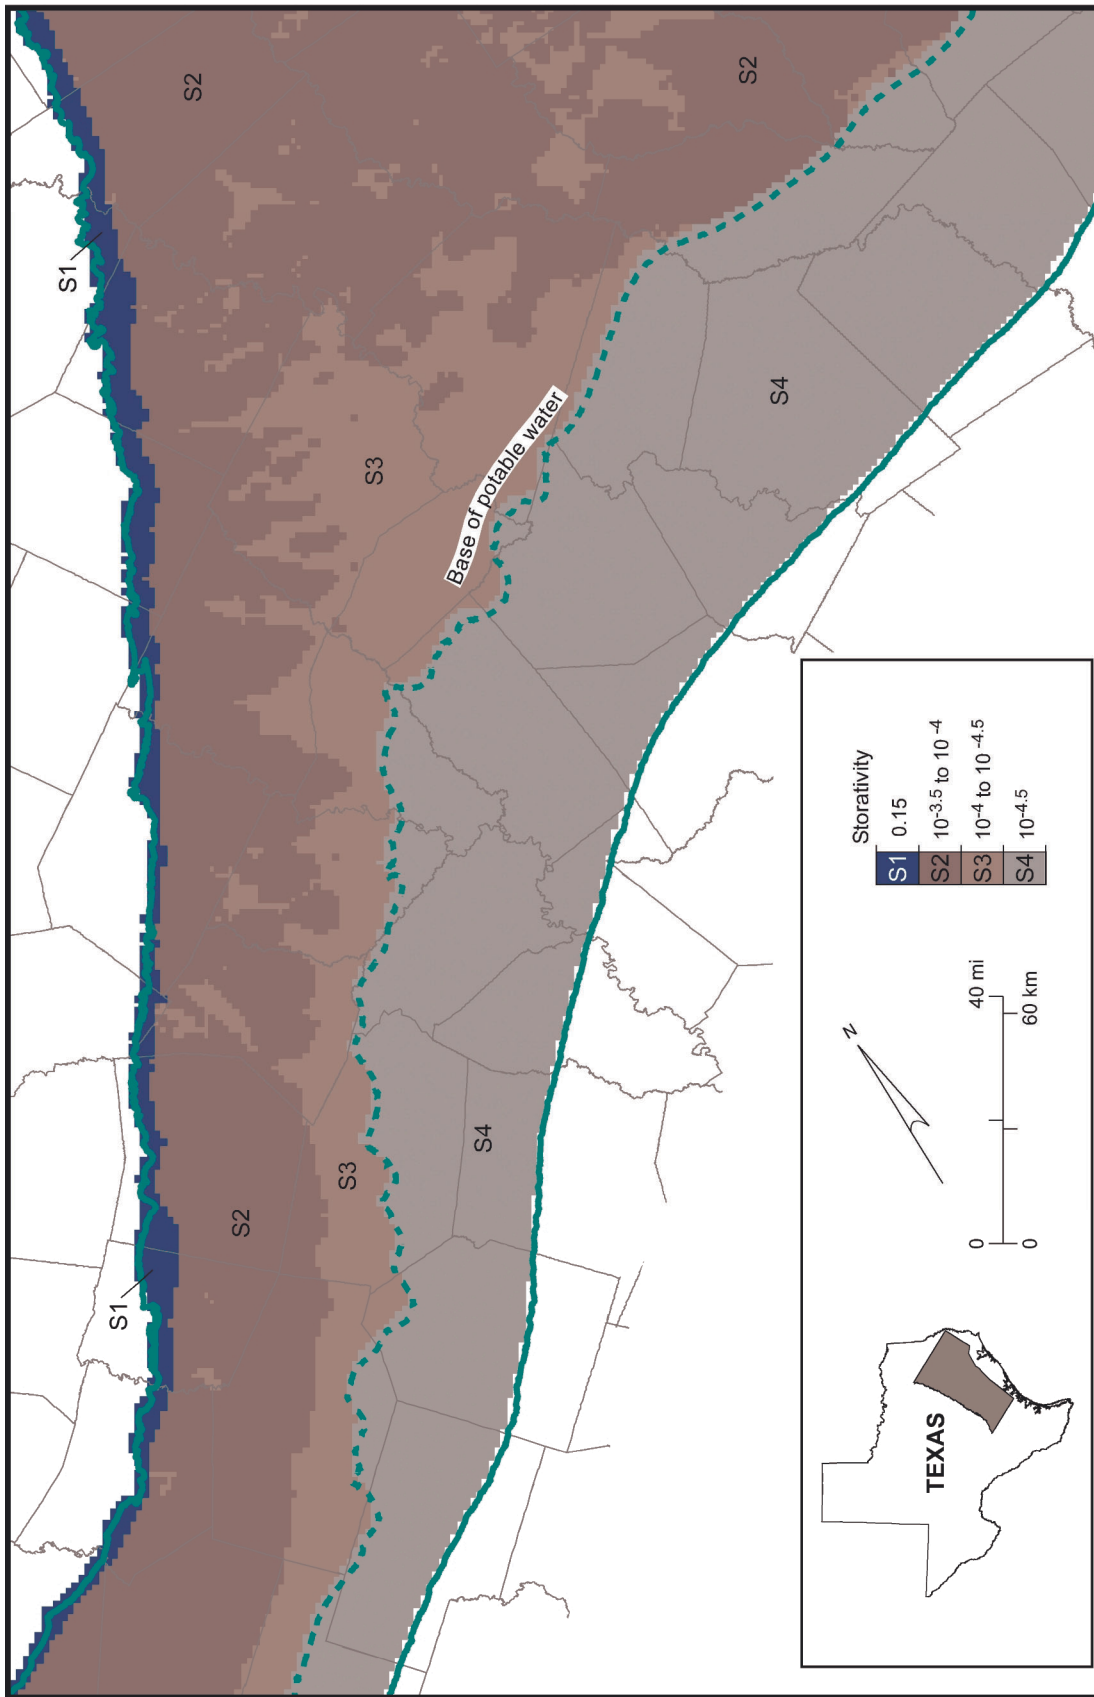 S1
S2
S2
S3
S4
Base of potable water
S1
S2
S3
S4
Storativity
S1 0.15
S2 10-3.5 to 10-4
S3 10-4 to 10-4.5
S4 10-4.5
N
0 40 mi
0 60 km
TEXAS